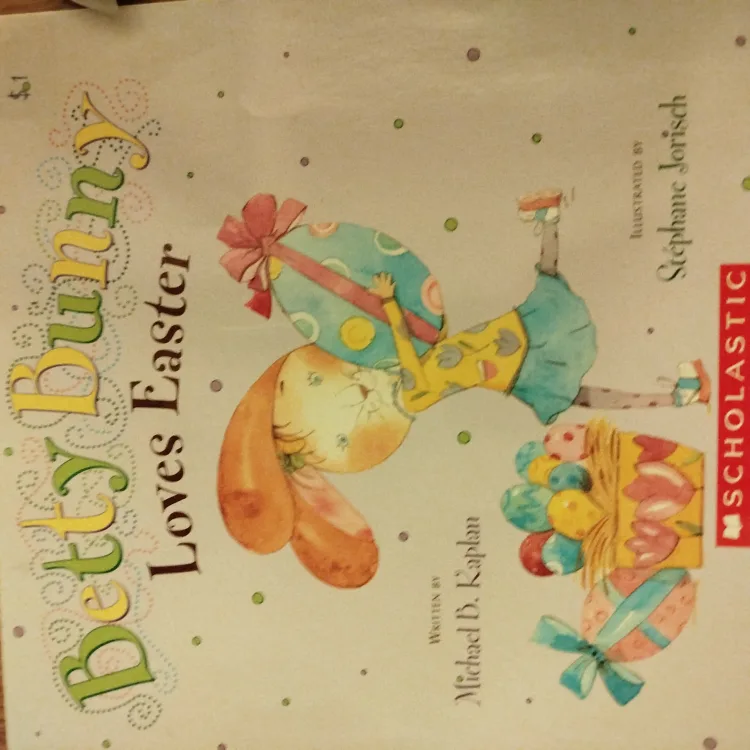 Betty Bunny
Loves Easter
WRITTEN BY
Michael B. Kaplan
ILLUSTRATED BY
Stéphane Jorisch
SCHOLASTIC